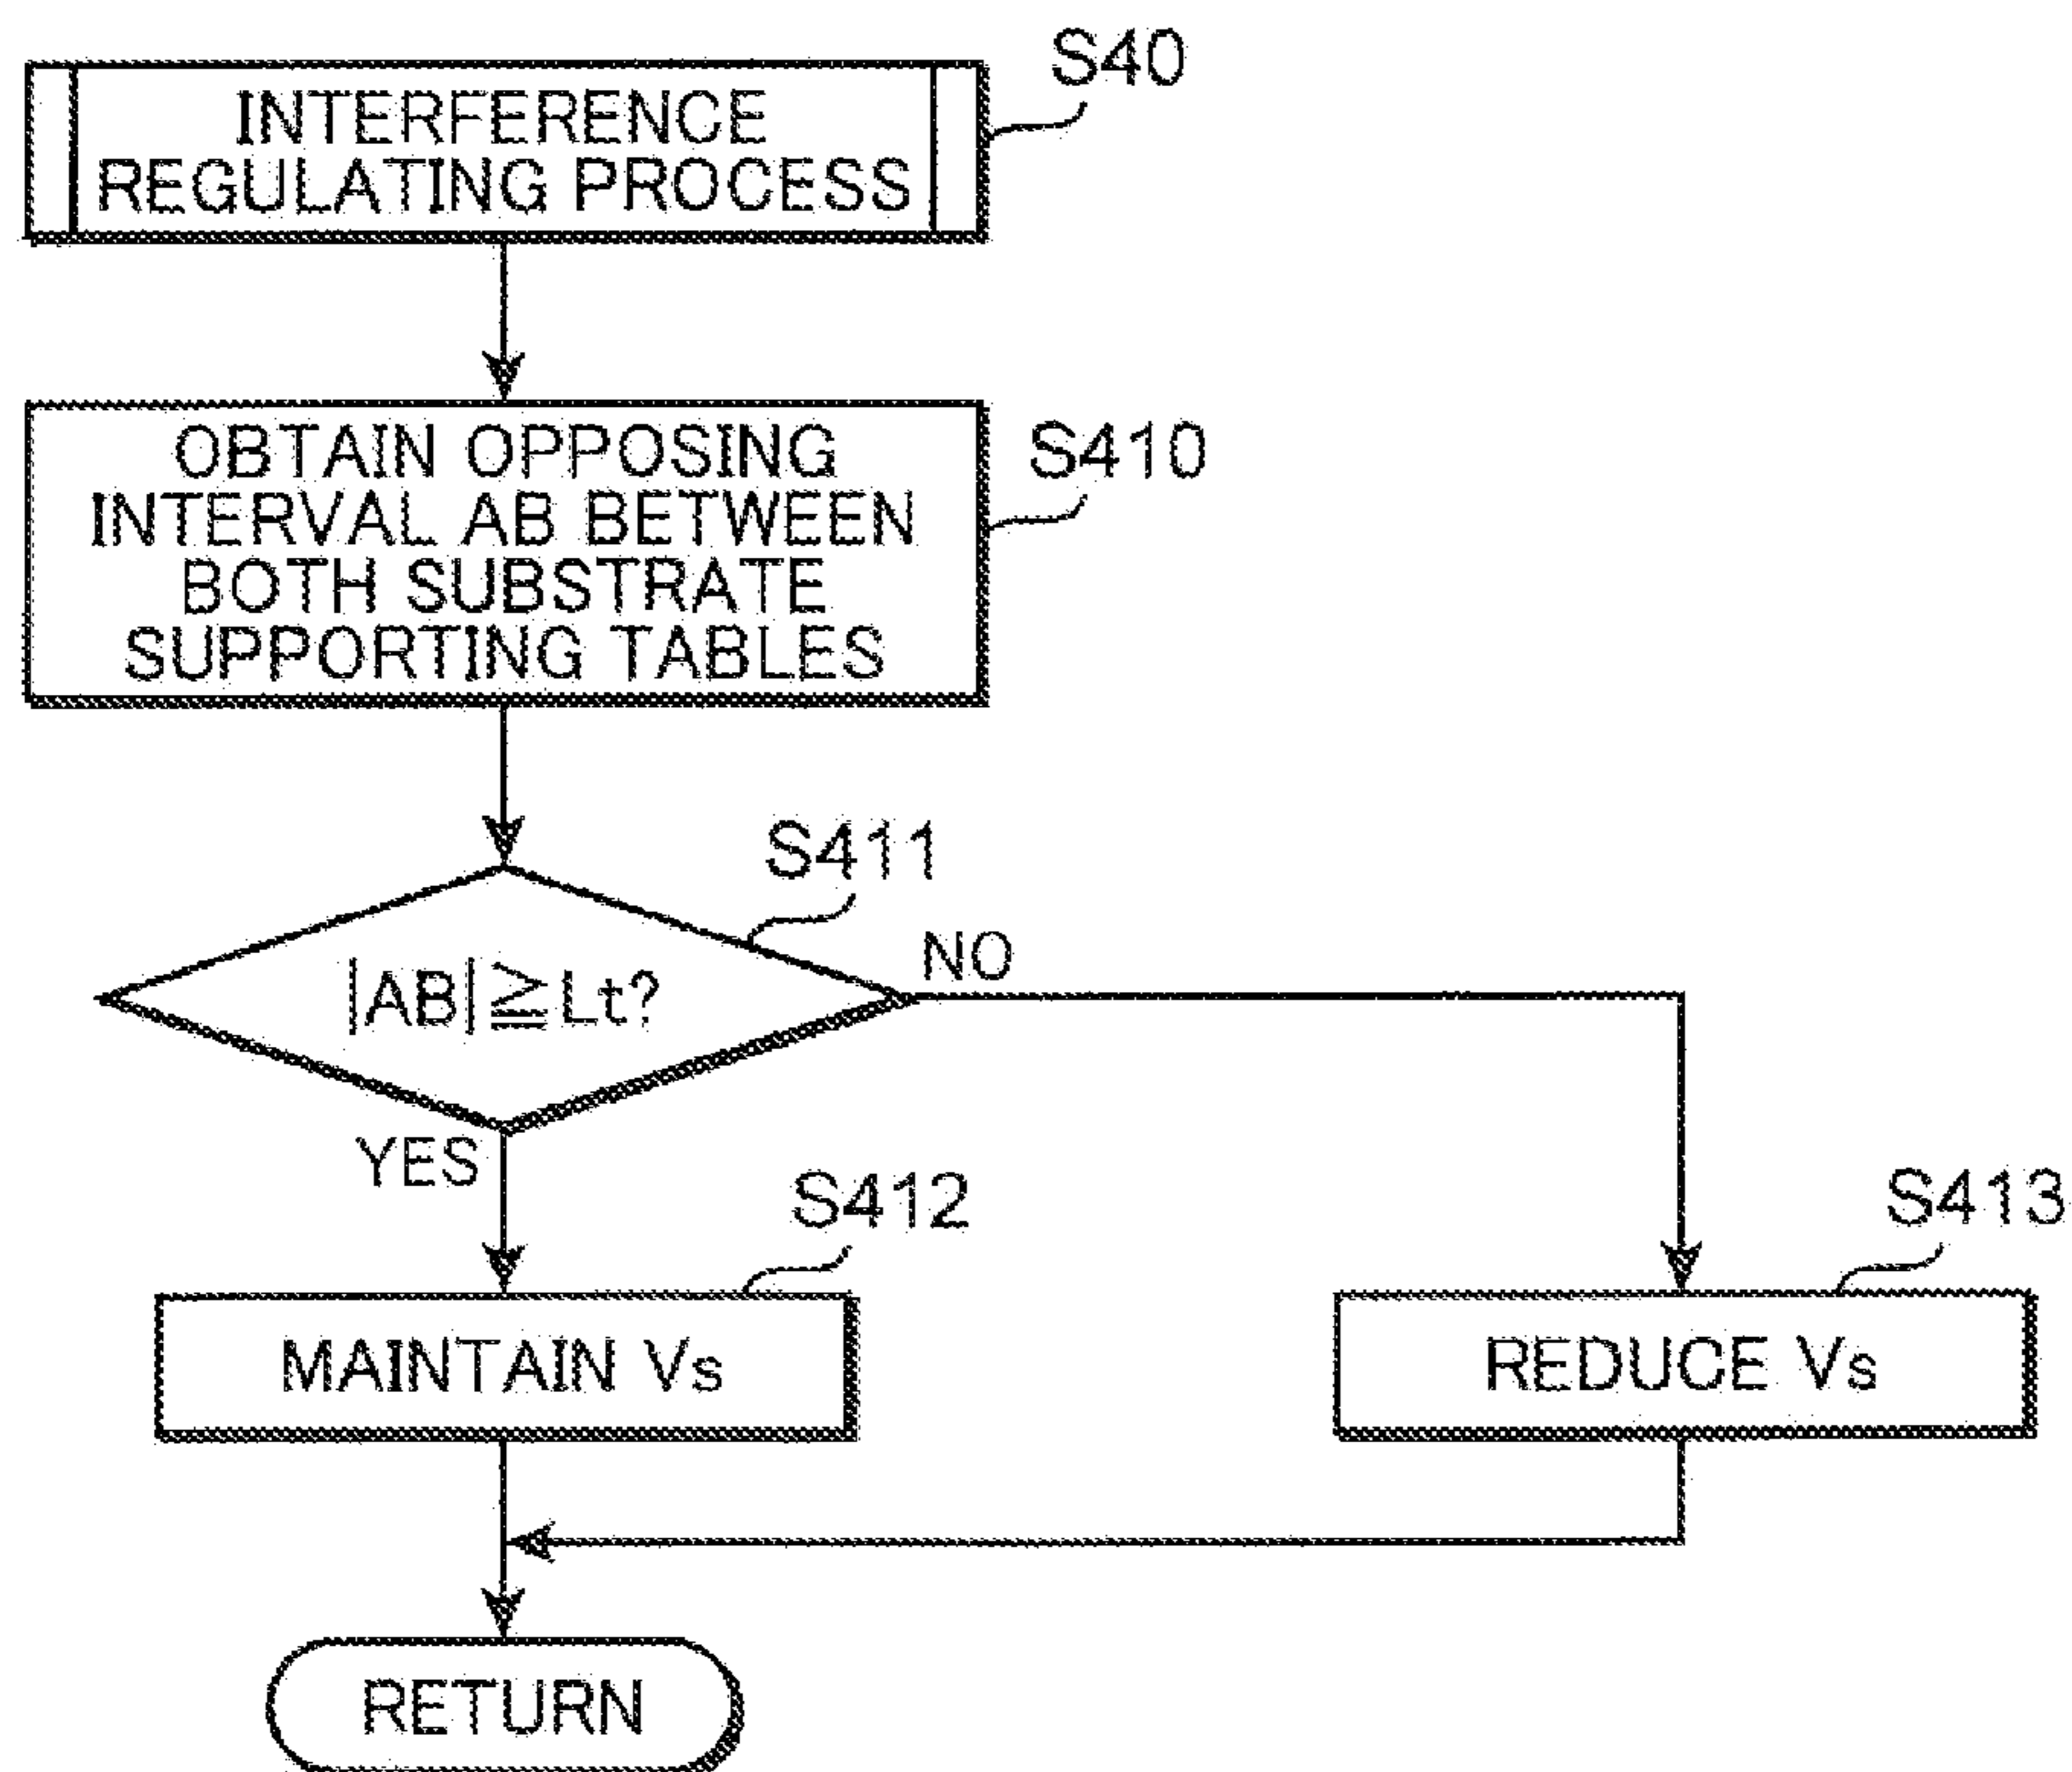 S40
INTERFERENCE
REGULATING PROCESS
S410
OBTAIN OPPOSING
INTERVAL AB BETWEEN
BOTH SUBSTRATE
SUPPORTING TABLES
S411
|AB|≧Lt?
NO
YES
S412
MAINTAIN Vs
S413
REDUCE Vs
RETURN